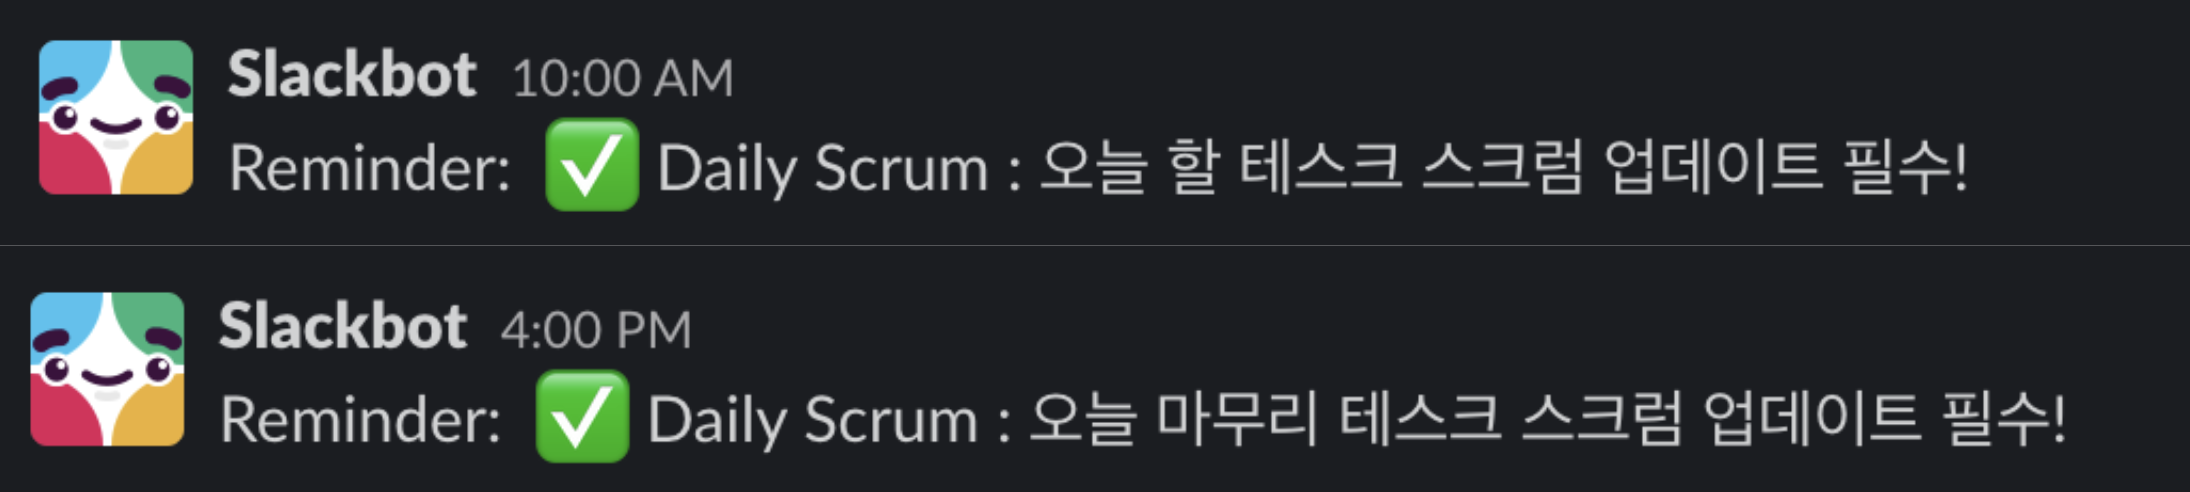 Slackbot 10:00 AM
Reminder: ✅ Daily Scrum : 오늘 할 테스크 스크럼 업데이트 필수!
Slackbot 4:00 PM
Reminder: ✅ Daily Scrum : 오늘 마무리 테스크 스크럼 업데이트 필수!